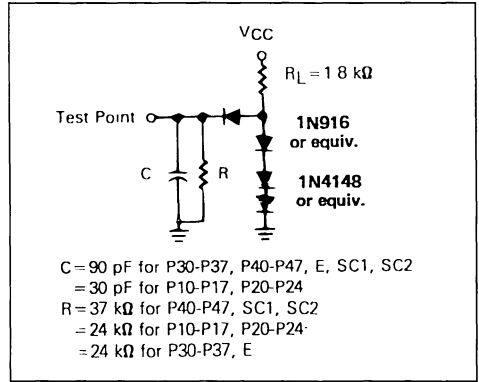 VCC
RL = 1 8 kΩ
Test Point
1N916
or equiv.
C
R
1N4148
or equiv.
C = 90 pF for P30-P37, P40-P47, E, SC1, SC2
= 30 pF for P10-P17, P20-P24
R = 37 kΩ for P40-P47, SC1, SC2
= 24 kΩ for P10-P17, P20-P24
= 24 kΩ for P30-P37, E